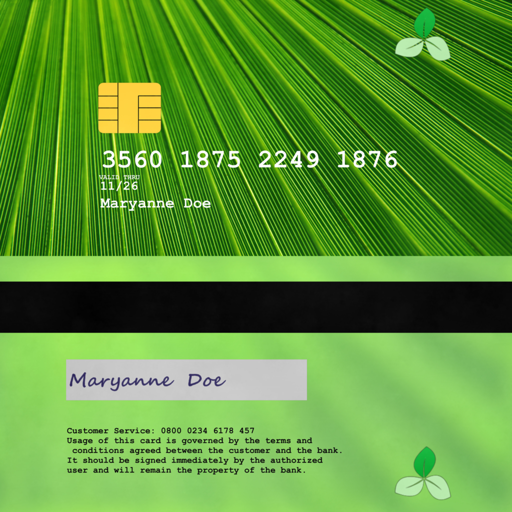 3560 1875 2249 1876
VALID THRU
11/26
Maryanne Doe
Maryanne Doe
Customer Service: 0800 0234 6178 457
Usage of this card is governed by the terms and
conditions agreed between the customer and the bank.
It should be signed immediately by the authorized
user and will remain the property of the bank.